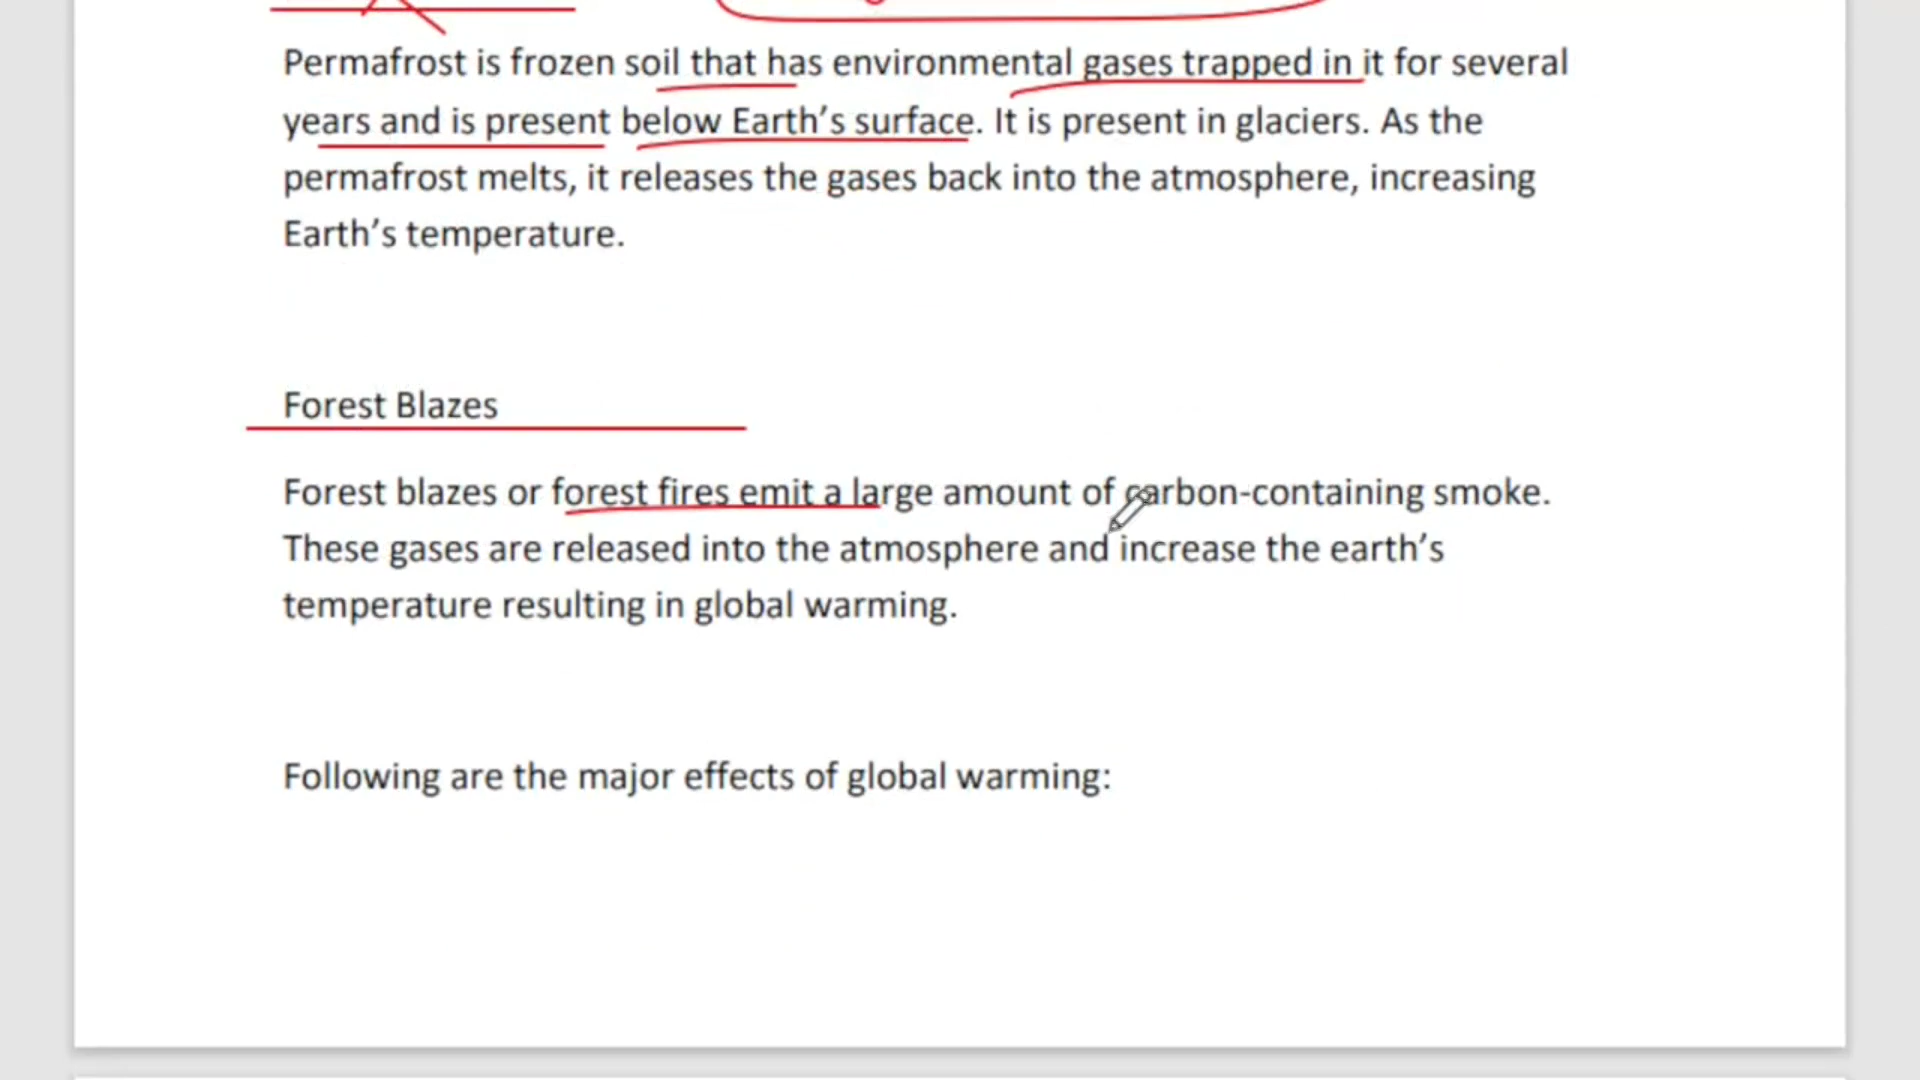 Permafrost is frozen soil that has environmental gases trapped in it for several
years and is present below Earth’s surface. It is present in glaciers. As the
permafrost melts, it releases the gases back into the atmosphere, increasing
Earth’s temperature.
Forest Blazes
Forest blazes or forest fires emit a large amount of carbon-containing smoke.
These gases are released into the atmosphere and increase the earth’s
temperature resulting in global warming.
Following are the major effects of global warming: